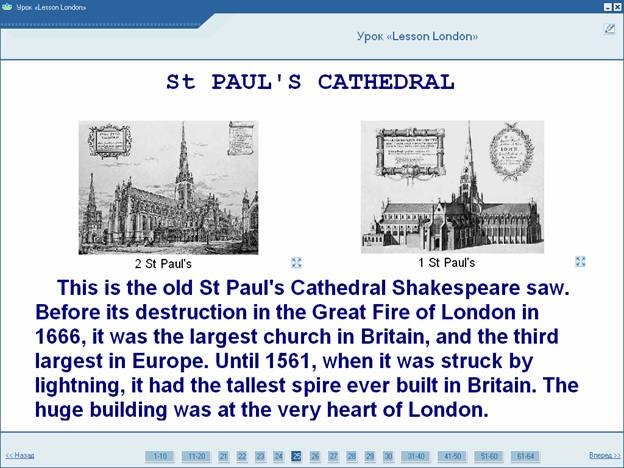 Урок «Lesson London»
Урок «Lesson London»
St PAUL'S CATHEDRAL
2 St Paul's
1 St Paul's
This is the old St Paul's Cathedral Shakespeare saw.
Before its destruction in the Great Fire of London in
1666, it was the largest church in Britain, and the third
largest in Europe. Until 1561, when it was struck by
lightning, it had the tallest spire ever built in Britain. The
huge building was at the very heart of London.
<< Назад 1-10 11-20 21 22 23 24 25 26 27 28 29 30 31-40 41-50 51-60 61-64 Вперед >>